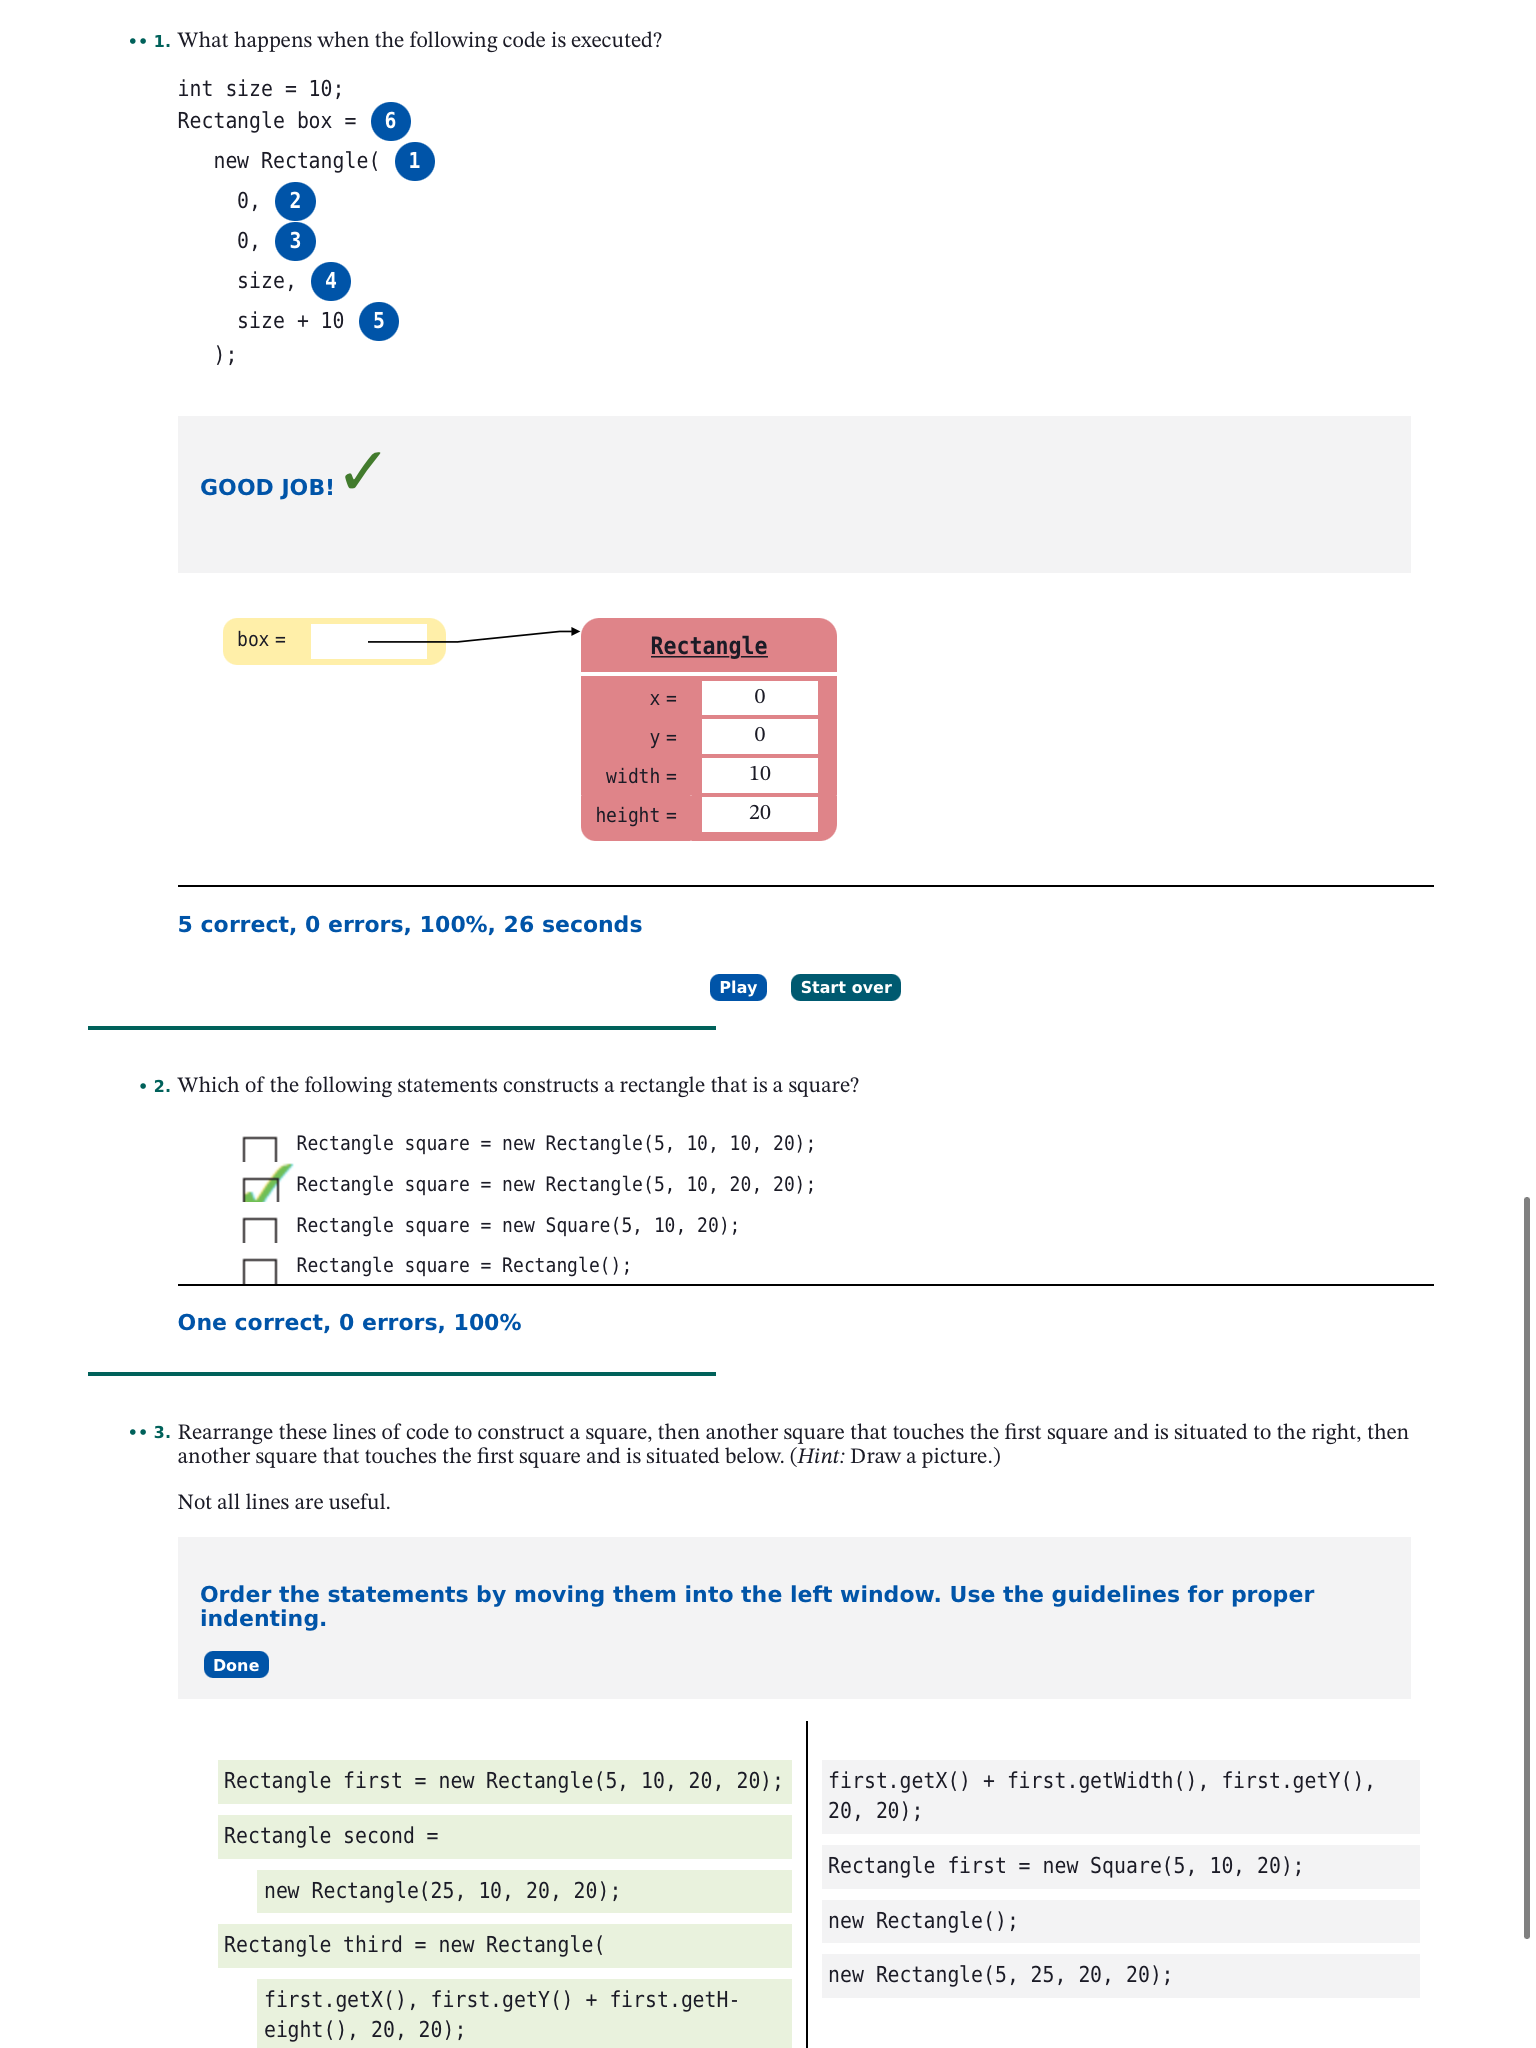 •• 1. What happens when the following code is executed?
int size = 10;
Rectangle box = 6
new Rectangle( 1
0, 2
0, 3
size, 4
size + 10 5
);
GOOD JOB! ✓
box =
Rectangle
x = 0
y = 0
width = 10
height = 20
5 correct, 0 errors, 100%, 26 seconds
Play Start over
• 2. Which of the following statements constructs a rectangle that is a square?
Rectangle square = new Rectangle(5, 10, 10, 20);
Rectangle square = new Rectangle(5, 10, 20, 20);
Rectangle square = new Square(5, 10, 20);
Rectangle square = Rectangle();
One correct, 0 errors, 100%
•• 3. Rearrange these lines of code to construct a square, then another square that touches the first square and is situated to the right, then
another square that touches the first square and is situated below. (Hint: Draw a picture.)
Not all lines are useful.
Order the statements by moving them into the left window. Use the guidelines for proper
indenting.
Done
Rectangle first = new Rectangle(5, 10, 20, 20);
Rectangle second =
new Rectangle(25, 10, 20, 20);
Rectangle third = new Rectangle(
first.getX(), first.getY() + first.getH-
eight(), 20, 20);
first.getX() + first.getWidth(), first.getY(),
20, 20);
Rectangle first = new Square(5, 10, 20);
new Rectangle();
new Rectangle(5, 25, 20, 20);